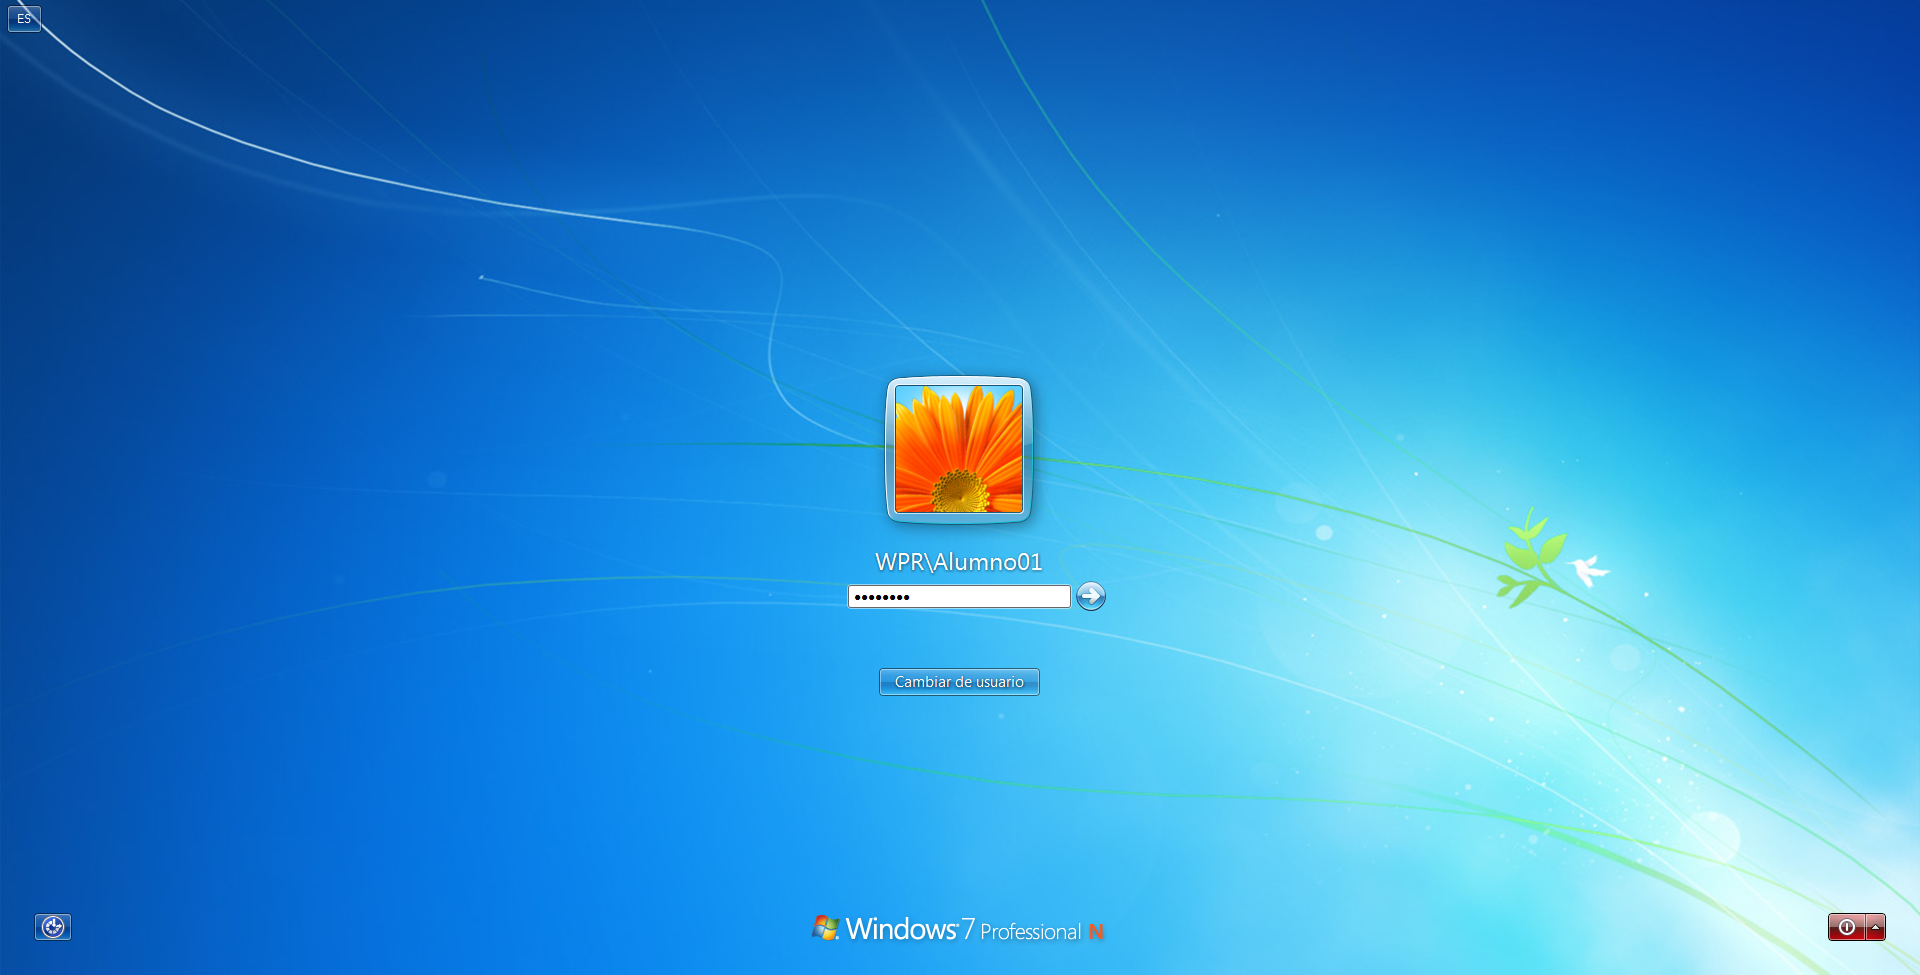 ES
WPR\Alumno01
••••••••
Cambiar de usuario
Windows 7 Professional N